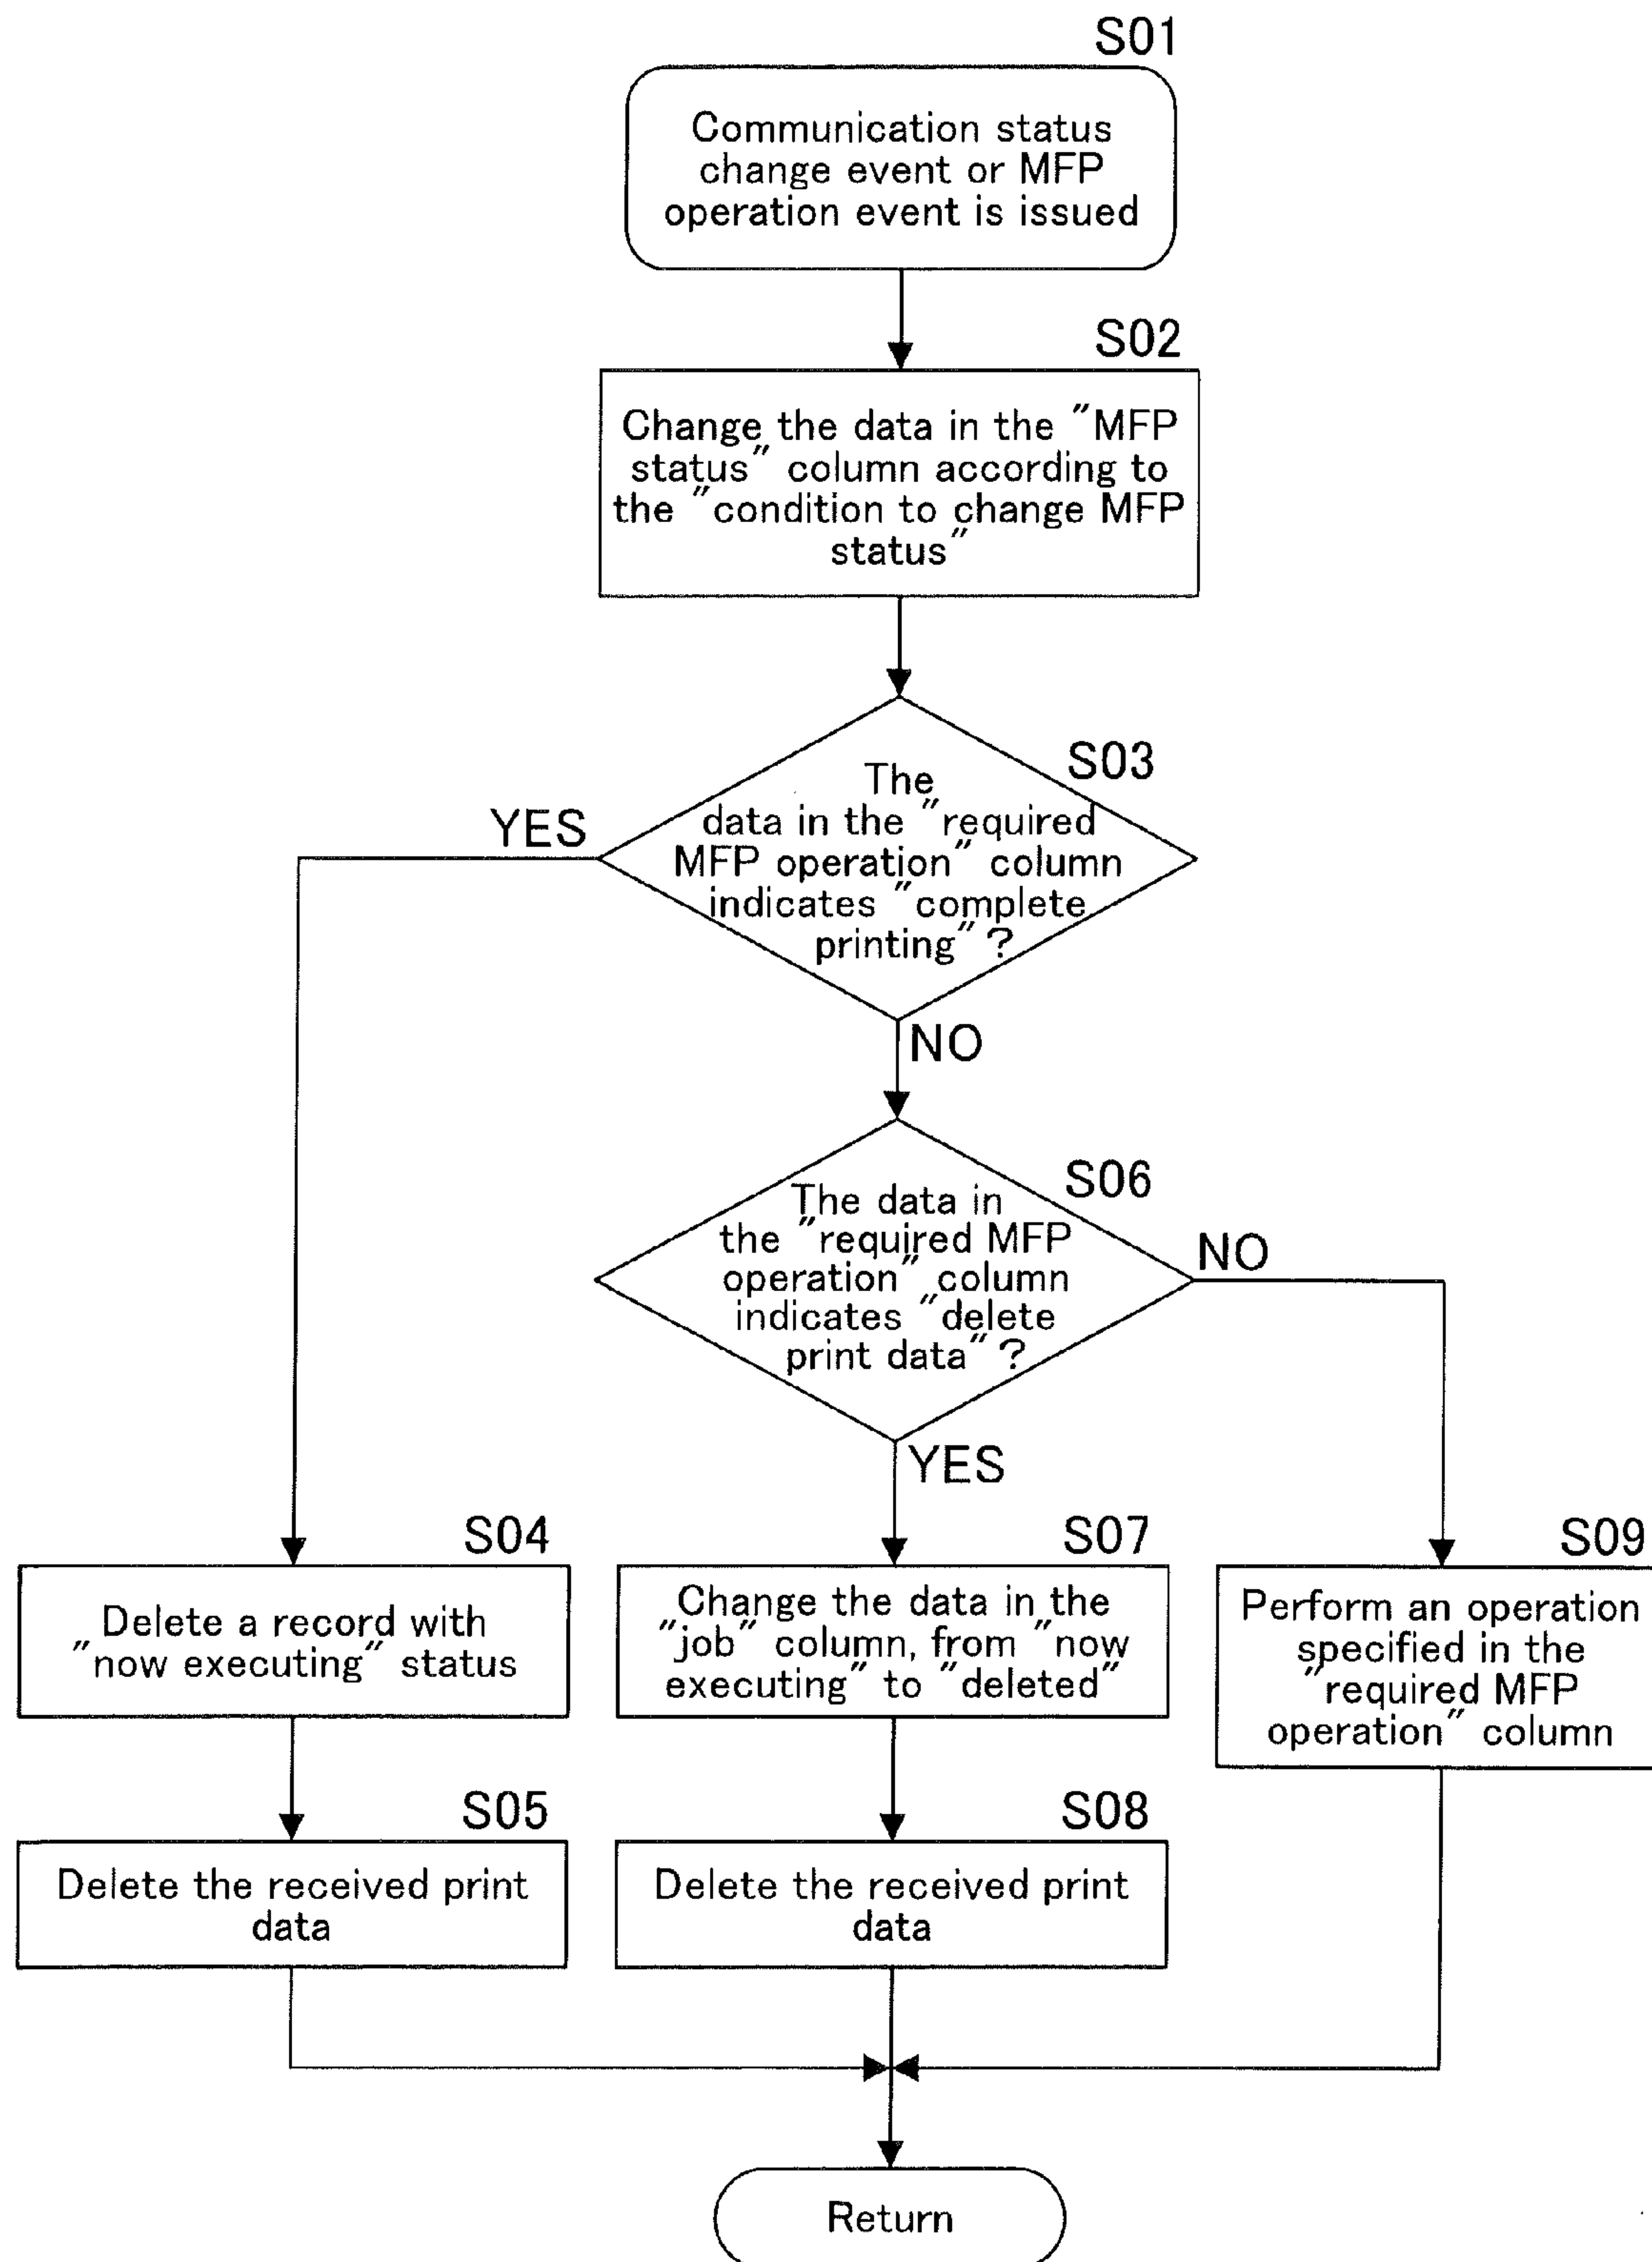 S01
Communication status
change event or MFP
operation event is issued
S02
Change the data in the "MFP
status" column according to
the "condition to change MFP
status"
S03
The
data in the "required
MFP operation" column
indicates "complete
printing" ?
YES
NO
S06
The data in
the "required MFP
operation" column
indicates "delete
print data" ?
NO
YES
S04
Delete a record with
"now executing" status
S07
Change the data in the
"job" column, from "now
executing" to "deleted"
S09
Perform an operation
specified in the
"required MFP
operation" column
S05
Delete the received print
data
S08
Delete the received print
data
Return